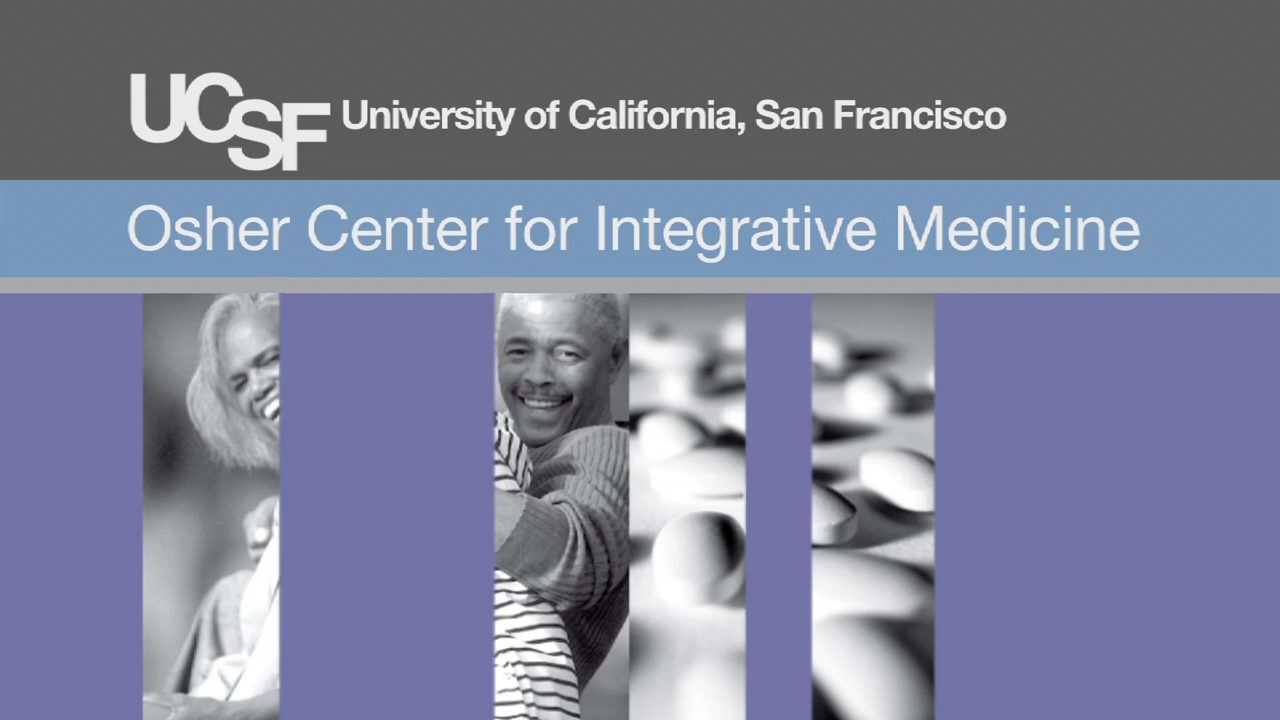 UCSF University of California, San Francisco
Osher Center for Integrative Medicine